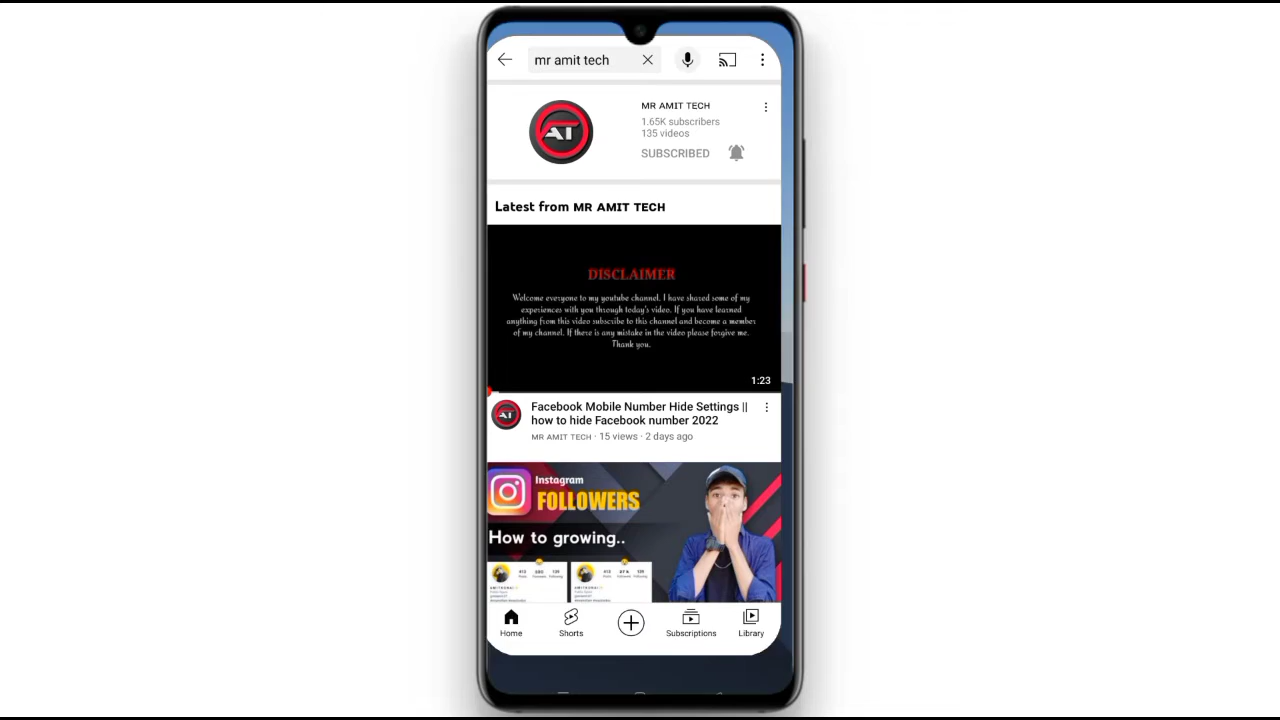 mr amit tech
MR AMIT TECH
1.65K subscribers
135 videos
SUBSCRIBED
AT
Latest from MR AMIT TECH
DISCLAIMER
Welcome everyone to my youtube channel. I have shared some of my
experiences with you through today's video. If you have learned
anything from this video subscribe to this channel and become a member
of my channel. If there is any mistake in the video please forgive me.
Thank you.
1:23
AT
Facebook Mobile Number Hide Settings ||
how to hide Facebook number 2022
MR AMIT TECH · 15 views · 2 days ago
Instagram
FOLLOWERS
How to growing..
Home
Shorts
Subscriptions
Library